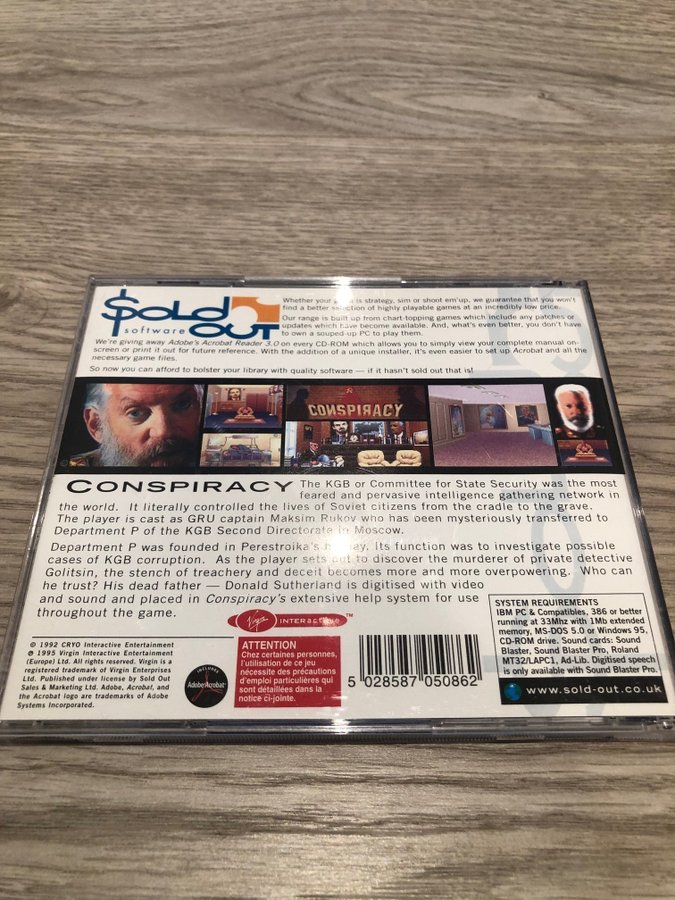 Sold Out
software
Whether your game is strategy, sim or shoot em'up, we guarantee that you won't
find a better selection of highly playable games at an incredibly low price.
Our range is built up from chart-topping games which include any patches or
updates which have become available. And, what's even better, you don't have
to own a souped-up PC to play them.
We're giving away Adobe's Acrobat Reader 3.0 on every CD-ROM which allows you to simply view your complete manual on-
screen or print it out for future reference. With the addition of a unique installer, it's even easier to set up Acrobat and all the
necessary game files.
So now you can afford to bolster your library with quality software — if it hasn't sold out that is!
CONSPIRACY
CONSPIRACY The KGB or Committee for State Security was the most
feared and pervasive intelligence gathering network in
the world. It literally controlled the lives of Soviet citizens from the cradle to the grave.
The player is cast as GRU captain Maksim Rukov who has been mysteriously transferred to
Department P of the KGB Second Directorate in Moscow.
Department P was founded in Perestroika's heyday. Its function was to investigate possible
cases of KGB corruption. As the player sets out to discover the murderer of private detective
Golitsin, the stench of treachery and deceit becomes more and more overpowering. Who can
he trust? His dead father — Donald Sutherland is digitised with video
and sound and placed in Conspiracy's extensive help system for use
throughout the game.
Virgin INTERACTIVE™
© 1992 CRYO Interactive Entertainment
℗ 1995 Virgin Interactive Entertainment
(Europe) Ltd. All rights reserved. Virgin is a
registered trademark of Virgin Enterprises
Ltd. Published under license by Sold Out
Sales & Marketing Ltd. Adobe, Acrobat, and
the Acrobat logo are trademarks of Adobe
Systems Incorporated.
INCLUDES
Adobe Acrobat
ATTENTION
Chez certaines personnes,
l'utilisation de ce jeu
nécessite des précautions
d'emploi particulières qui
sont détaillées dans la
notice ci-jointe.
5 028587 050862
SYSTEM REQUIREMENTS
IBM PC & Compatibles, 386 or better
running at 33Mhz with 1Mb extended
memory, MS-DOS 5.0 or Windows 95,
CD-ROM drive. Sound cards: Sound
Blaster, Sound Blaster Pro, Roland
MT32/LAPC1, Ad-Lib. Digitised speech
is only available with Sound Blaster Pro.
www.sold-out.co.uk